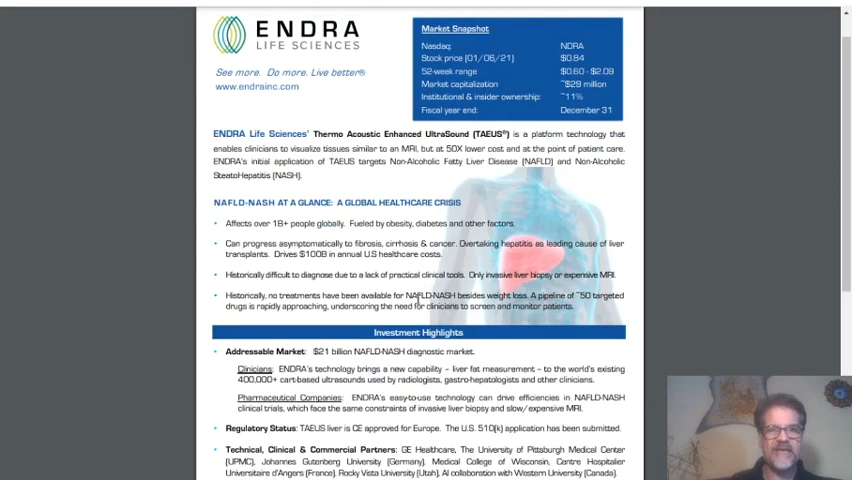 ENDRA
LIFE SCIENCES
See more. Do more. Live better®
www.endrainc.com
Market Snapshot
Nasdaq: NDRA
Stock price (01/06/21) $0.84
52-week range $0.60 - $2.09
Market capitalization ~$29 million
Institutional & insider ownership: ~11%
Fiscal year end: December 31
ENDRA Life Sciences' Thermo Acoustic Enhanced UltraSound (TAEUS®) is a platform technology that
enables clinicians to visualize tissues similar to an MRI, but at 50X lower cost and at the point of patient care.
ENDRA's initial application of TAEUS targets Non-Alcoholic Fatty Liver Disease (NAFLD) and Non-Alcoholic
SteatoHepatitis (NASH).
NAFLD-NASH AT A GLANCE: A GLOBAL HEALTHCARE CRISIS
• Affects over 1B+ people globally. Fueled by obesity, diabetes and other factors.
• Can progress asymptomatically to fibrosis, cirrhosis & cancer. Overtaking hepatitis as leading cause of liver
transplants. Drives $100B in annual U.S healthcare costs.
• Historically difficult to diagnose due to a lack of practical clinical tools. Only invasive liver biopsy or expensive MRI.
• Historically, no treatments have been available for NAFLD-NASH besides weight loss. A pipeline of ~50 targeted
drugs is rapidly approaching, underscoring the need for clinicians to screen and monitor patients.
Investment Highlights
• Addressable Market: $21 billion NAFLD-NASH diagnostic market.
Clinicians: ENDRA's technology brings a new capability – liver fat measurement – to the world's existing
400,000+ cart-based ultrasounds used by radiologists, gastro-hepatologists and other clinicians.
Pharmaceutical Companies: ENDRA's easy-to-use technology can drive efficiencies in NAFLD-NASH
clinical trials, which face the same constraints of invasive liver biopsy and slow/expensive MRI.
• Regulatory Status: TAEUS liver is CE approved for Europe. The U.S. 510(k) application has been submitted.
• Technical, Clinical & Commercial Partners: GE Healthcare, The University of Pittsburgh Medical Center
(UPMC), Johannes Gutenberg University (Germany), Medical College of Wisconsin, Centre Hospitalier
Universitaire d'Angers (France), Rocky Vista University (Utah), AI collaboration with Western University (Canada).